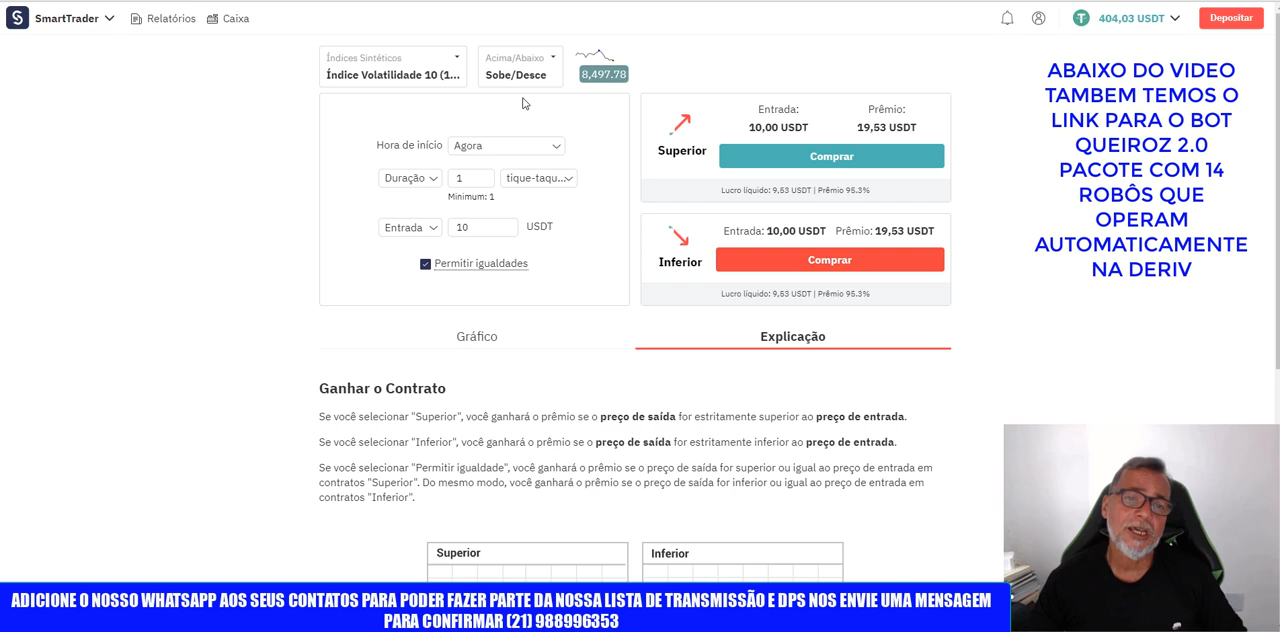 SmartTrader
Relatórios
Caixa
404,03 USDT
Depositar
Índices Sintéticos
Índice Volatilidade 10 (1...
Acima/Abaixo
Sobe/Desce
8,497.78
Hora de início
Agora
Duração
1
tique-taqu...
Minimum: 1
Entrada
10
USDT
Permitir igualdades
Superior
Entrada:
10,00 USDT
Prêmio:
19,53 USDT
Comprar
Lucro líquido: 9,53 USDT | Prêmio 95.3%
Inferior
Entrada: 10,00 USDT Prêmio: 19,53 USDT
Comprar
Lucro líquido: 9,53 USDT | Prêmio 95.3%
ABAIXO DO VIDEO
TAMBEM TEMOS O
LINK PARA O BOT
QUEIROZ 2.0
PACOTE COM 14
ROBÔS QUE
OPERAM
AUTOMATICAMENTE
NA DERIV
Gráfico
Explicação
Ganhar o Contrato
Se você selecionar "Superior", você ganhará o prêmio se o preço de saída for estritamente superior ao preço de entrada.
Se você selecionar "Inferior", você ganhará o prêmio se o preço de saída for estritamente inferior ao preço de entrada.
Se você selecionar "Permitir igualdade", você ganhará o prêmio se o preço de saída for superior ou igual ao preço de entrada em
contratos "Superior". Do mesmo modo, você ganhará o prêmio se o preço de saída for inferior ou igual ao preço de entrada em
contratos "Inferior".
Superior
Inferior
ADICIONE O NOSSO WHATSAPP AOS SEUS CONTATOS PARA PODER FAZER PARTE DA NOSSA LISTA DE TRANSMISSÃO E DPS NOS ENVIE UMA MENSAGEM
PARA CONFIRMAR (21) 988996353